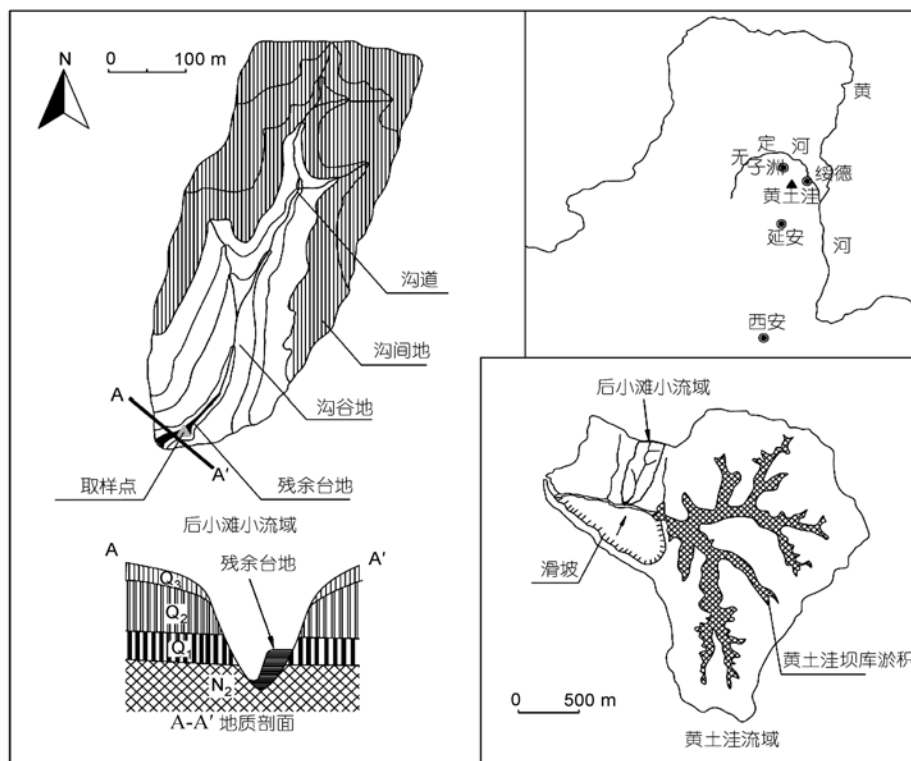 N
0 100 m
沟道
沟间地
A
沟谷地
A′
取样点
残余台地
后小滩小流域
A
残余台地
A′
Q3
Q2
Q1
N2
A-A′ 地质剖面
黄
定 河
无 子洲
绥德
黄土洼
延安
河
西安
后小滩小流域
滑坡
黄土洼坝库淤积
0 500 m
黄土洼流域